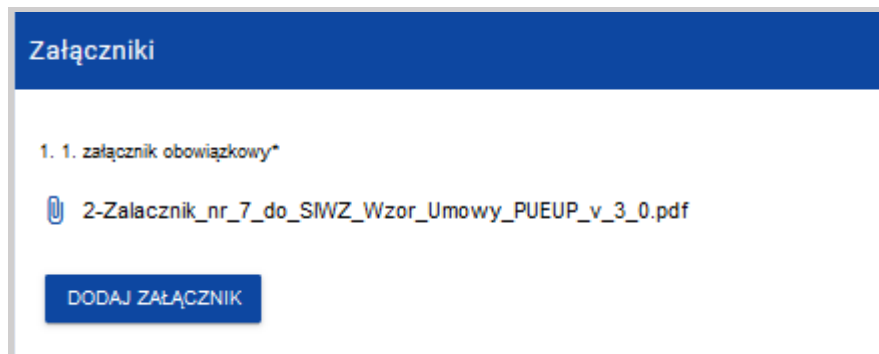 Załączniki
1. 1. załącznik obowiązkowy*
2-Zalacznik_nr_7_do_SIWZ_Wzor_Umowy_PUEUP_v_3_0.pdf
DODAJ ZAŁĄCZNIK